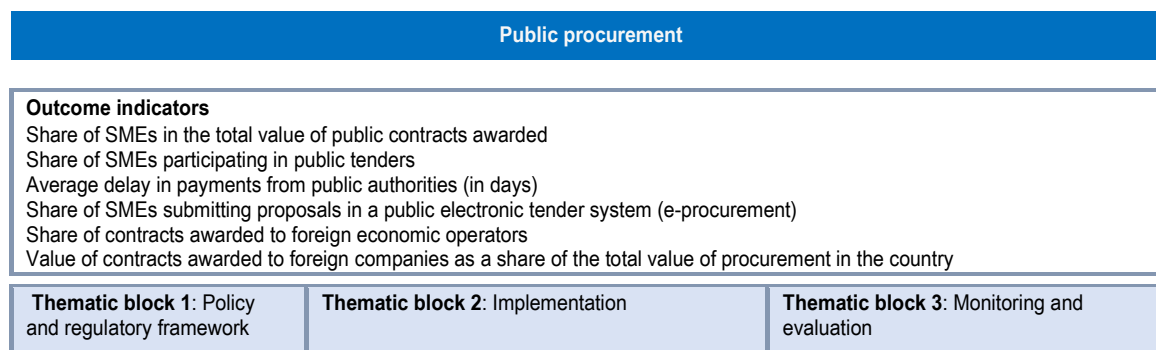 Public procurement
Outcome indicators
Share of SMEs in the total value of public contracts awarded
Share of SMEs participating in public tenders
Average delay in payments from public authorities (in days)
Share of SMEs submitting proposals in a public electronic tender system (e-procurement)
Share of contracts awarded to foreign economic operators
Value of contracts awarded to foreign companies as a share of the total value of procurement in the country
Thematic block 1: Policy
and regulatory framework
Thematic block 2: Implementation
Thematic block 3: Monitoring and
evaluation